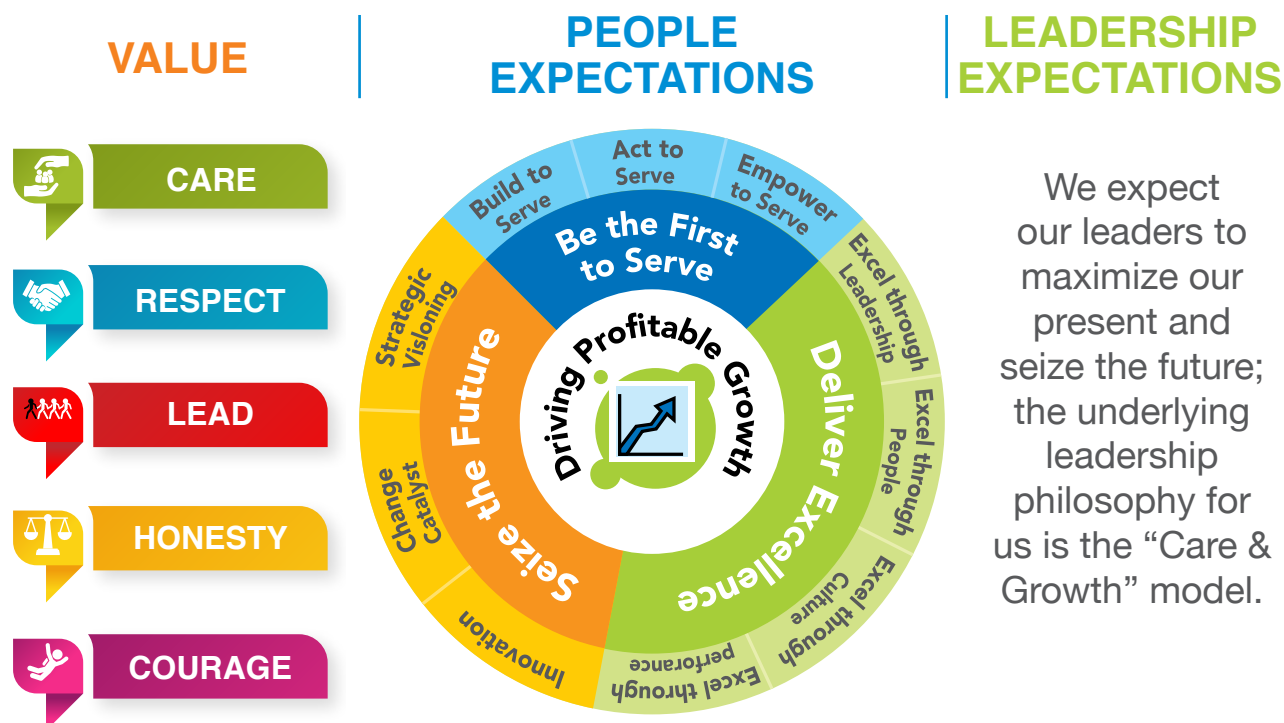 VALUE
PEOPLE
EXPECTATIONS
LEADERSHIP
EXPECTATIONS
CARE
RESPECT
LEAD
HONESTY
COURAGE
Build to
Serve
Act to
Serve
Empower
to Serve
Be the First
to Serve
Excel through
Leadership
Excel through
People
Excel through
Culture
Excel through
perforance
Deliver Excellence
Strategic
Visloning
Change
Catalyst
Innovation
Seize the Future
Driving Profitable Growth
We expect
our leaders to
maximize our
present and
seize the future;
the underlying
leadership
philosophy for
us is the “Care &
Growth” model.